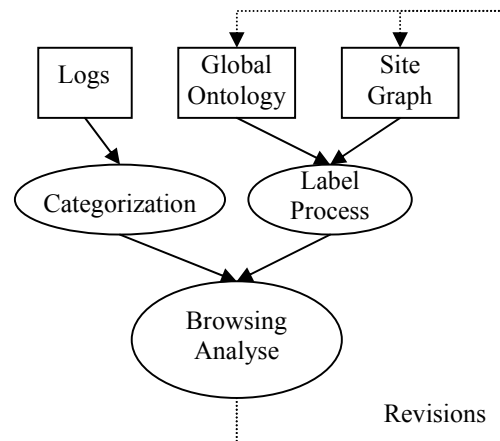 Logs
Global
Ontology
Site
Graph
Categorization
Label
Process
Browsing
Analyse
Revisions